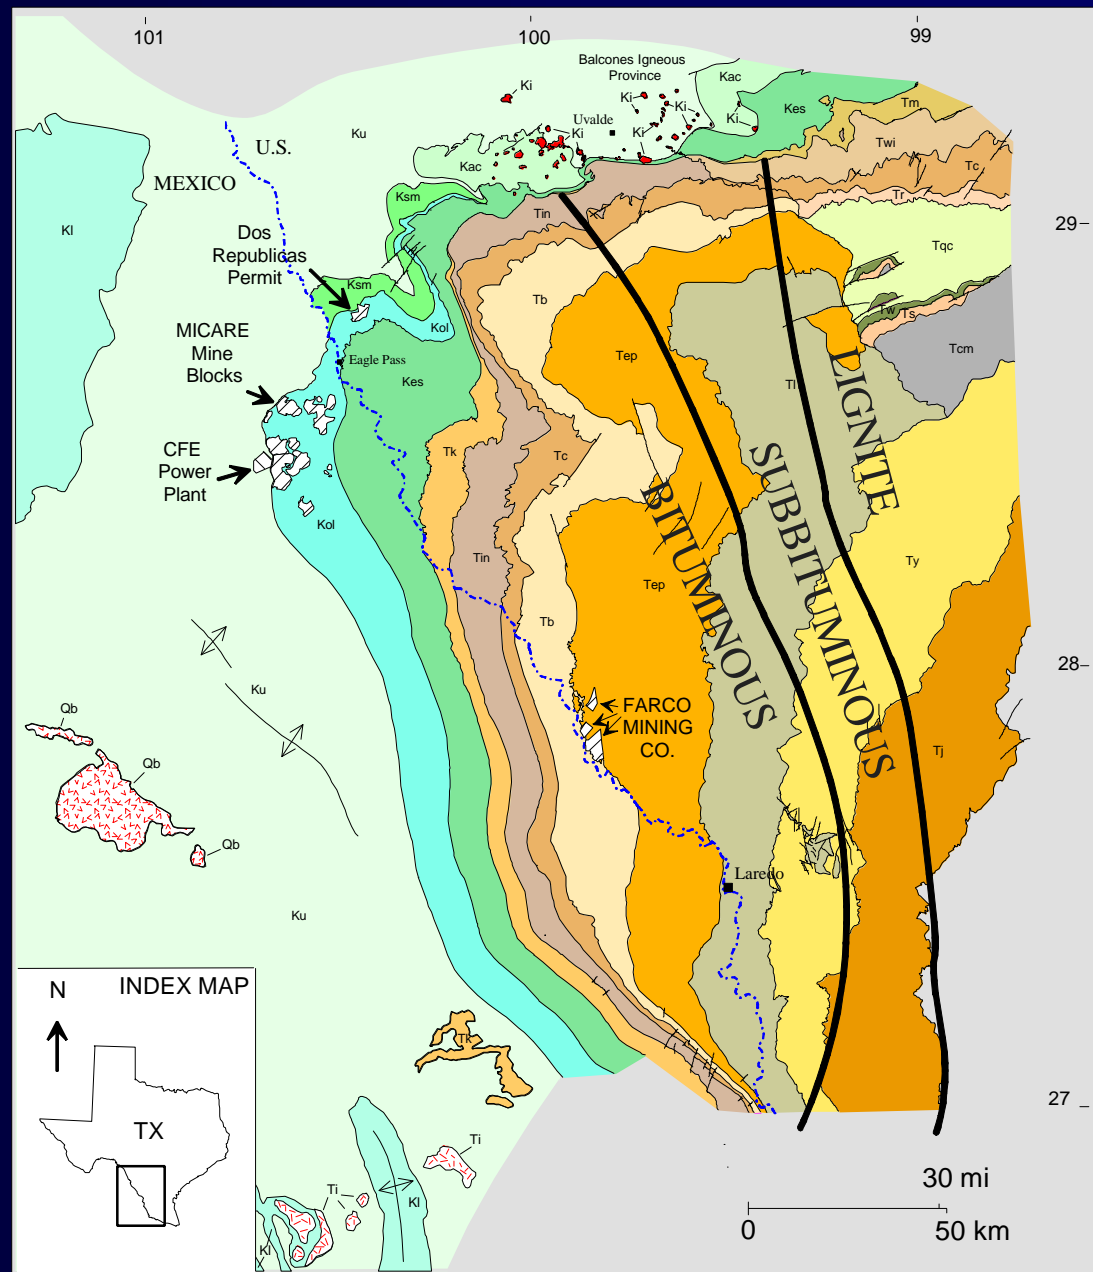 101
100
99
Balcones Igneous
Province
Ki
Kac
Ki
Ki
Kes
Tm
Uvalde
Ki
Ku
Ki
Ki
U.S.
Twi
Kac
Tc
MEXICO
Ksm
Tr
Tin
29
Dos
Republicas
Permit
Tqc
Ksm
Tb
Kol
Tw
Ts
MICARE
Mine
Blocks
Eagle Pass
Tep
Tcm
Kes
Tl
LIGNITE
CFE
Power
Plant
Tk
Tc
SUBBITUMINOUS
BITUMINOUS
Kol
Tin
Tep
Ty
Tb
28
Ku
FARCO
MINING
CO.
Qb
Tj
Qb
Qb
Laredo
Ku
Kl
INDEX MAP
N
Tk
27
TX
Ti
Ti
Kl
Kl
30 mi
0
50 km